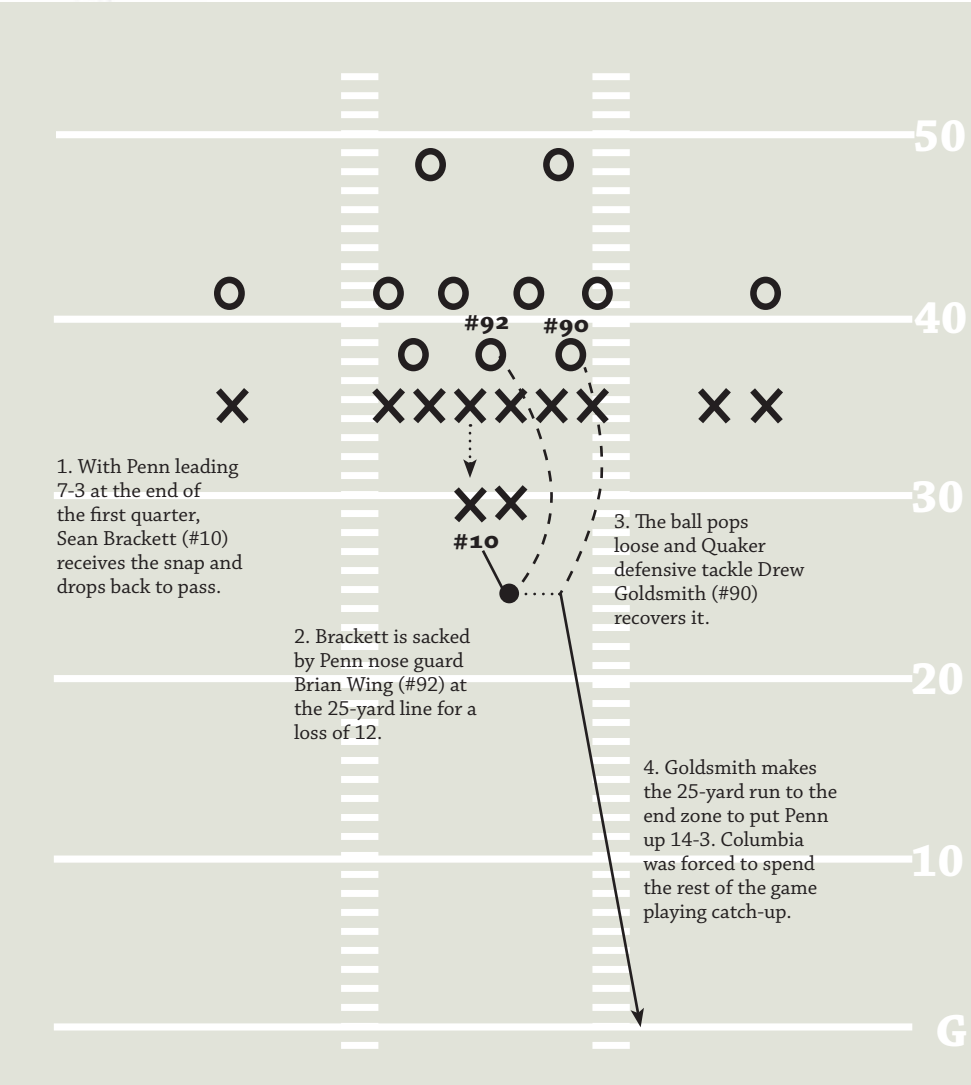 50
40
#92
#90
1. With Penn leading
7-3 at the end of
the first quarter,
Sean Brackett (#10)
receives the snap and
drops back to pass.
30
#10
3. The ball pops
loose and Quaker
defensive tackle Drew
Goldsmith (#90)
recovers it.
2. Brackett is sacked
by Penn nose guard
Brian Wing (#92) at
the 25-yard line for a
loss of 12.
20
4. Goldsmith makes
the 25-yard run to the
end zone to put Penn
up 14-3. Columbia
was forced to spend
the rest of the game
playing catch-up.
10
G